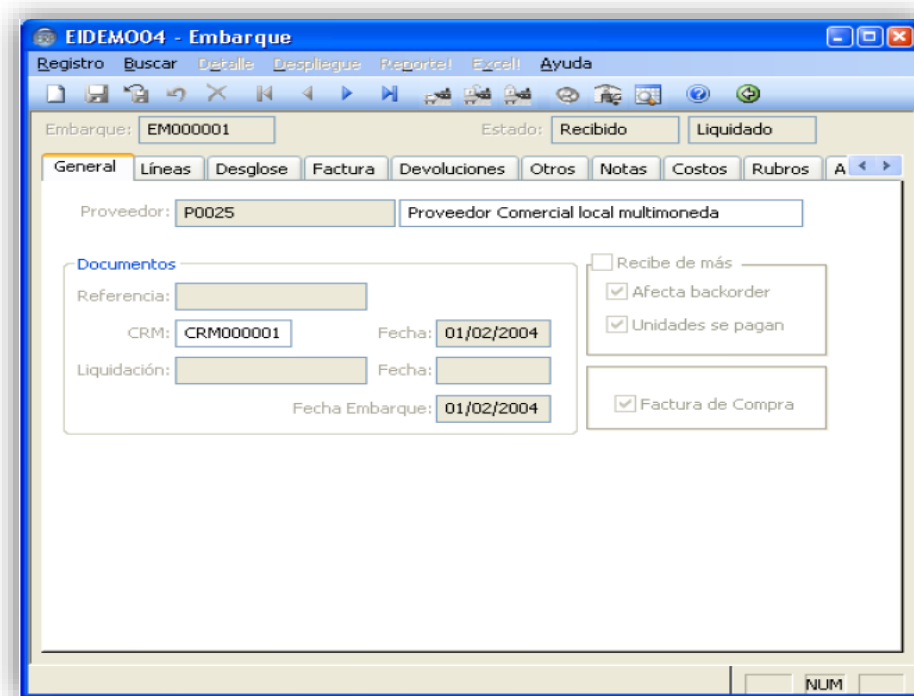 EIDEMO04 - Embarque
Registro Buscar Detalle Despliegue Reporte! Excel! Ayuda
Embarque: EM000001 Estado: Recibido Liquidado
General Líneas Desglose Factura Devoluciones Otros Notas Costos Rubros A
Proveedor: P0025 Proveedor Comercial local multimoneda
Documentos
Recibe de más
Referencia:
Afecta backorder
CRM: CRM000001 Fecha: 01/02/2004
Unidades se pagan
Liquidación: Fecha:
Fecha Embarque: 01/02/2004
Factura de Compra
NUM